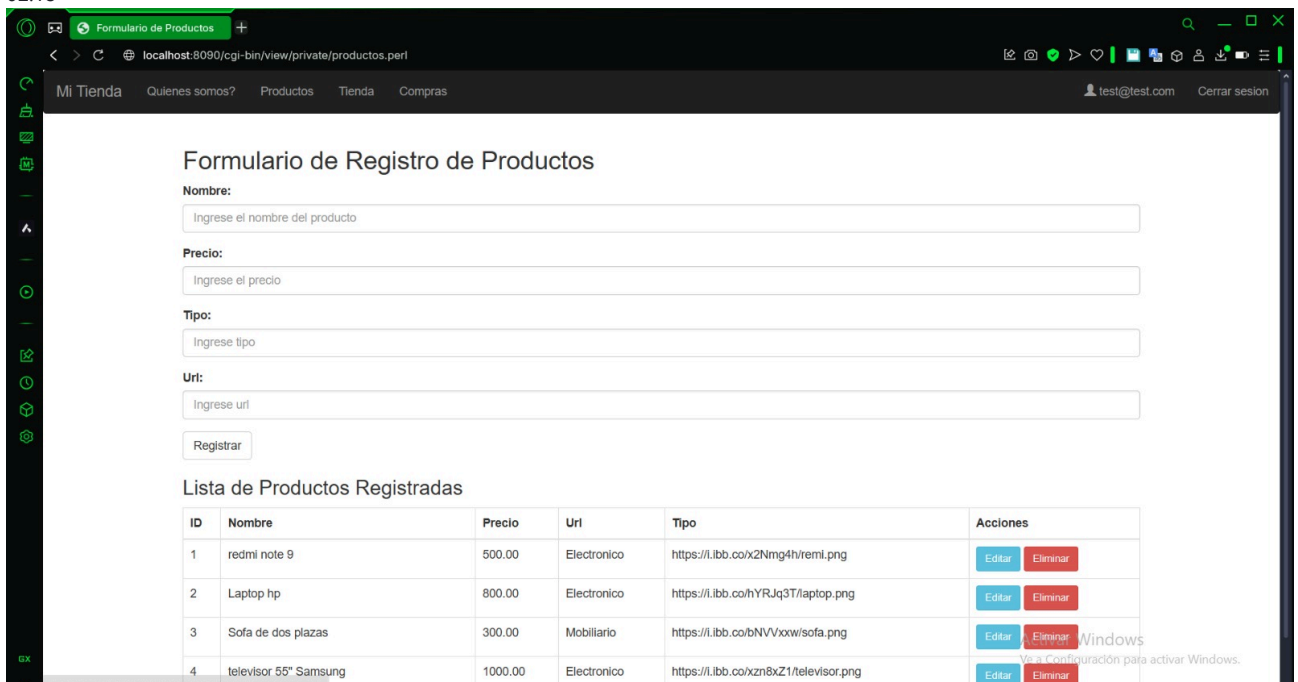 Formulario de Productos
localhost:8090/cgi-bin/view/private/productos.perl
Mi Tienda Quienes somos? Productos Tienda Compras test@test.com Cerrar sesion
Formulario de Registro de Productos
Nombre:
Ingrese el nombre del producto
Precio:
Ingrese el precio
Tipo:
Ingrese tipo
Url:
Ingrese url
Registrar
Lista de Productos Registradas
ID Nombre Precio Url Tipo Acciones
1 redmi note 9 500.00 Electronico https://i.ibb.co/x2Nmg4h/remi.png Editar Eliminar
2 Laptop hp 800.00 Electronico https://i.ibb.co/hYRJq3T/laptop.png Editar Eliminar
3 Sofa de dos plazas 300.00 Mobiliario https://i.ibb.co/bNVVxxw/sofa.png Editar Eliminar
Activar Windows
Ve a Configuración para activar Windows.
4 televisor 55" Samsung 1000.00 Electronico https://i.ibb.co/xzn8xZ1/televisor.png Editar Eliminar
GX